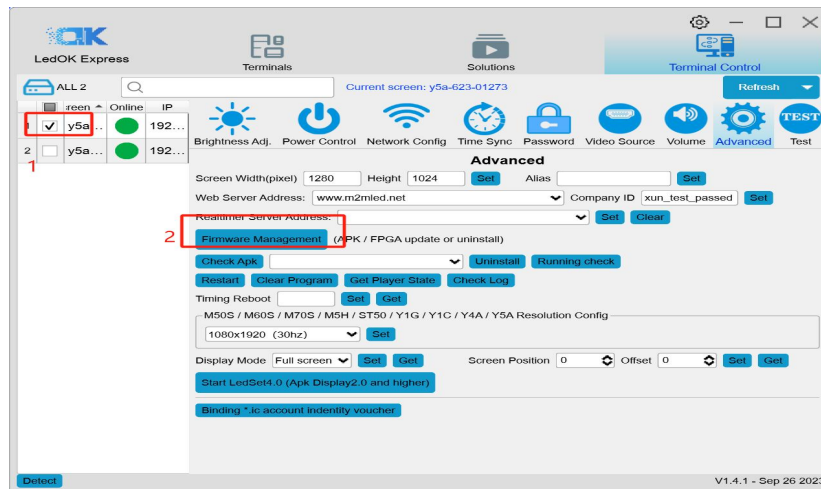 LedOK Express
Terminals
Solutions
Terminal Control
ALL 2
Current screen: y5a-623-01273
Refresh
:reen Online IP
1 y5a... 192...
2 y5a... 192...
1
Brightness Adj. Power Control Network Config Time Sync Password Video Source Volume Advanced Test
TEST
Advanced
Screen Width(pixel) 1280 Height 1024 Set Alias Set
Web Server Address: www.m2mled.net Company ID xun_test_passed Set
Realtimer Server Address: Set Clear
2 Firmware Management (APK / FPGA update or uninstall)
Check Apk Uninstall Running check
Restart Clear Program Get Player State Check Log
Timing Reboot Set Get
M50S / M60S / M70S / M5H / ST50 / Y1G / Y1C / Y4A / Y5A Resolution Config
1080x1920 (30hz) Set
Display Mode Full screen Set Get Screen Position 0 Offset 0 Set Get
Start LedSet4.0 (Apk Display2.0 and higher)
Binding *.ic account indentity voucher
Detect
V1.4.1 - Sep 26 202